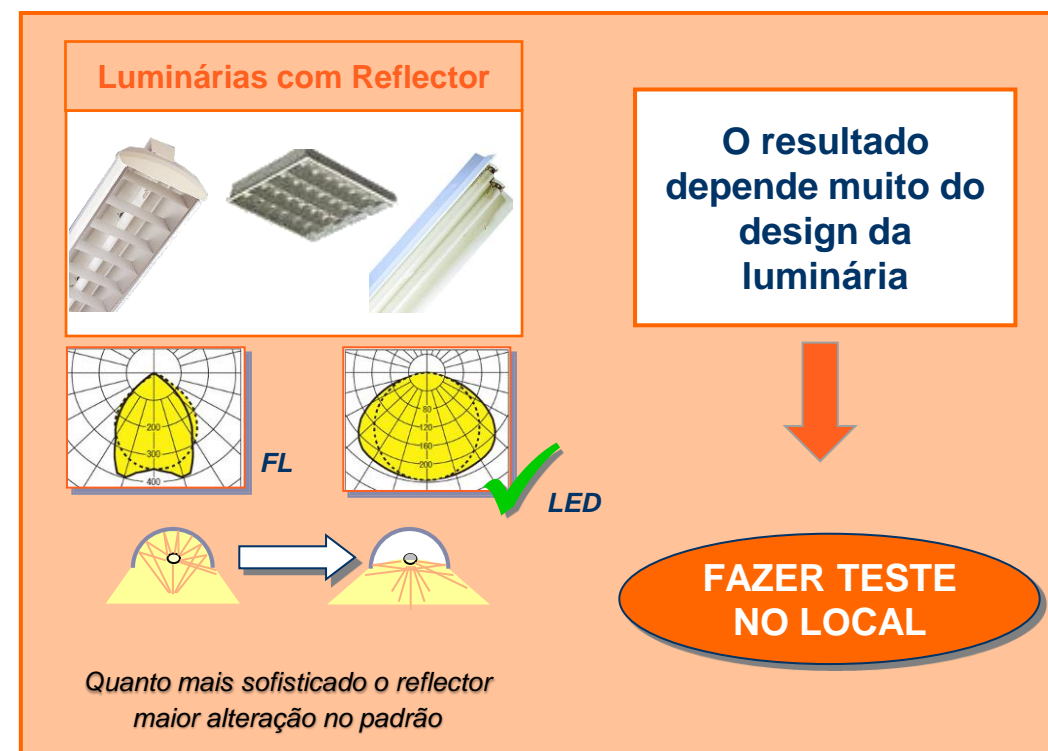 Luminárias com Reflector
O resultado
depende muito do
design da
luminária
200
300
400
FL
80
120
160
200
LED
FAZER TESTE
NO LOCAL
Quanto mais sofisticado o reflector
maior alteração no padrão